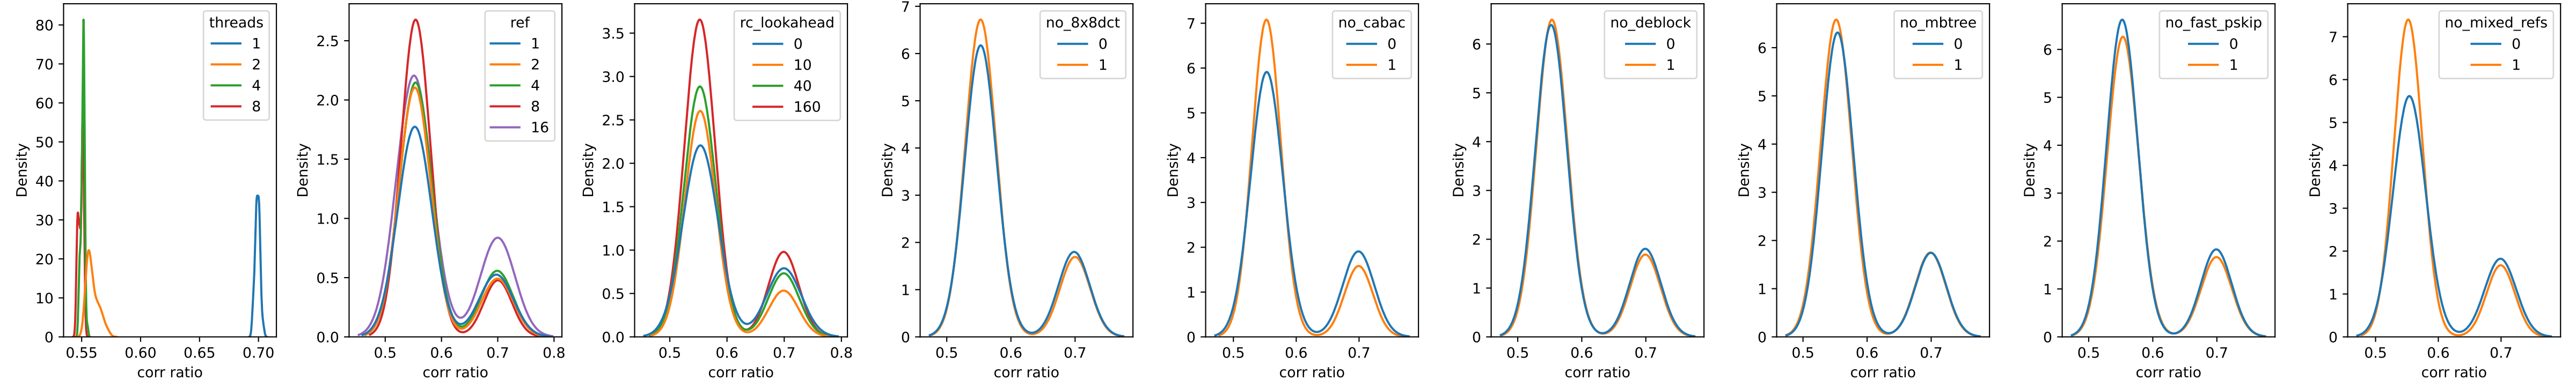 threads
1
2
4
8
Density
80
70
60
50
40
30
20
10
0
0.55 0.60 0.65 0.70
corr ratio
ref
1
2
4
8
16
Density
2.5
2.0
1.5
1.0
0.5
0.0
0.5 0.6 0.7 0.8
corr ratio
rc_lookahead
0
10
40
160
Density
3.5
3.0
2.5
2.0
1.5
1.0
0.5
0.0
0.5 0.6 0.7 0.8
corr ratio
no_8x8dct
0
1
Density
7
6
5
4
3
2
1
0
0.5 0.6 0.7
corr ratio
no_cabac
0
1
Density
7
6
5
4
3
2
1
0
0.5 0.6 0.7
corr ratio
no_deblock
0
1
Density
6
5
4
3
2
1
0
0.5 0.6 0.7
corr ratio
no_mbtree
0
1
Density
6
5
4
3
2
1
0
0.5 0.6 0.7
corr ratio
no_fast_pskip
0
1
Density
6
5
4
3
2
1
0
0.5 0.6 0.7
corr ratio
no_mixed_refs
0
1
Density
7
6
5
4
3
2
1
0
0.5 0.6 0.7
corr ratio